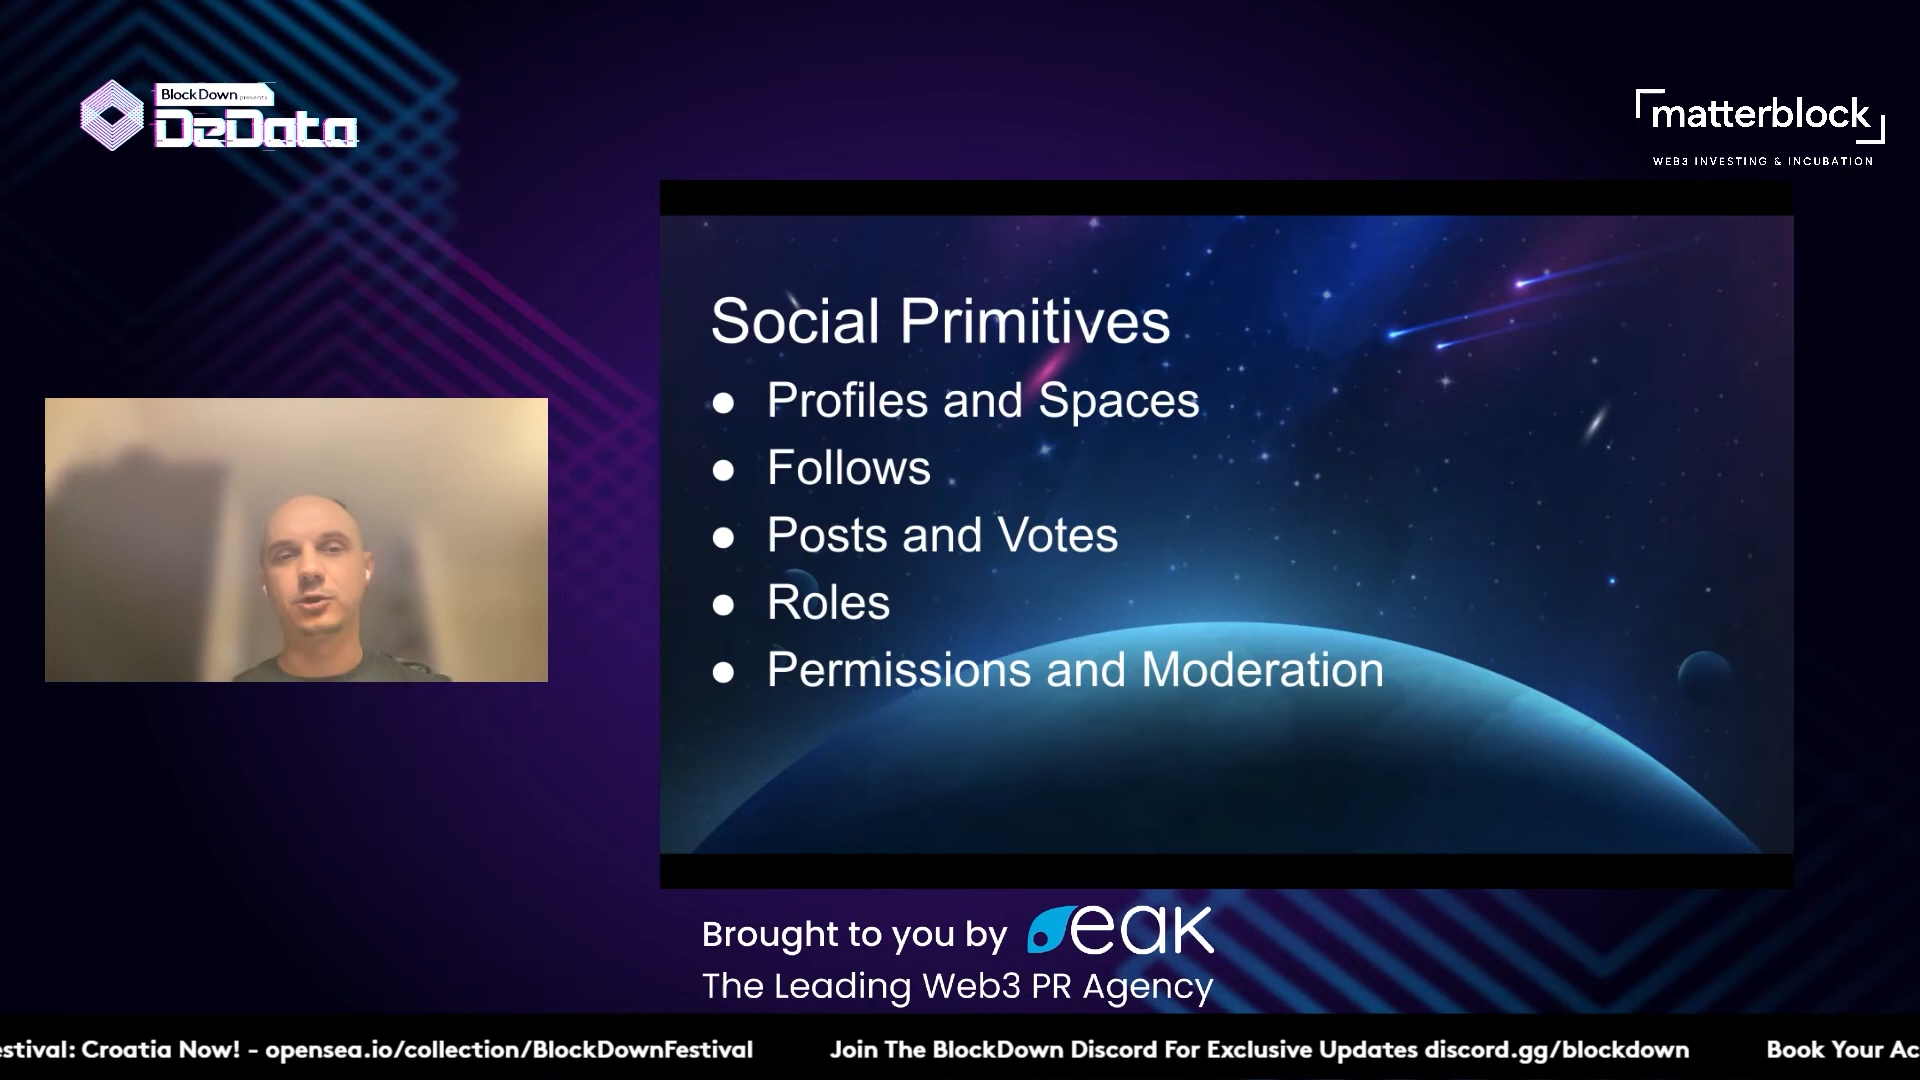 BlockDown presents
DeData
matterblock
WEB3 INVESTING & INCUBATION
Social Primitives
● Profiles and Spaces
● Follows
● Posts and Votes
● Roles
● Permissions and Moderation
Brought to you by eak
The Leading Web3 PR Agency
estival: Croatia Now! - opensea.io/collection/BlockDownFestival Join The BlockDown Discord For Exclusive Updates discord.gg/blockdown Book Your Ac